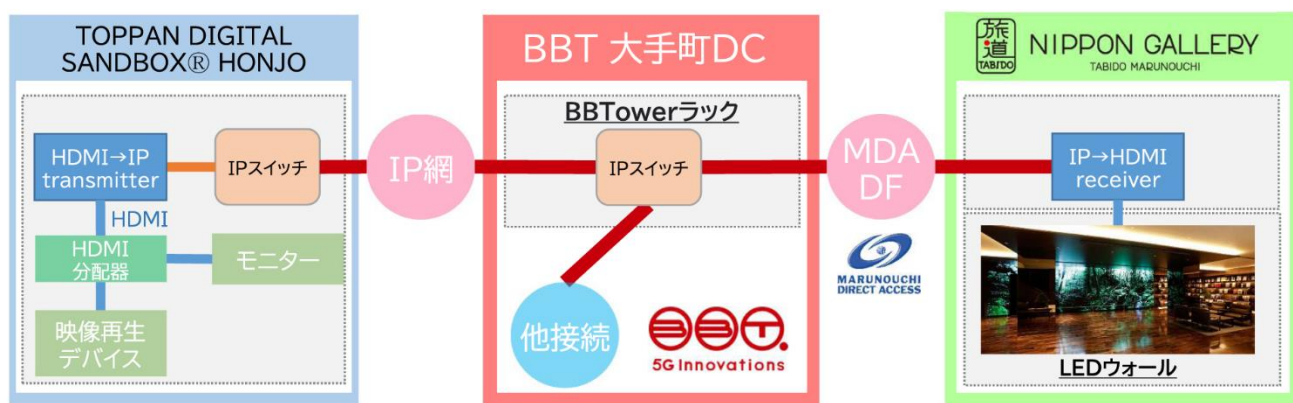 TOPPAN DIGITAL
SANDBOX® HONJO
HDMI→IP
transmitter
IPスイッチ
HDMI
HDMI
分配器
モニター
映像再生
デバイス
IP網
BBT 大手町DC
BBTowerラック
IPスイッチ
他接続
BBT.
5G Innovations
MDA
DF
MARUNOUCHI
DIRECT ACCESS
旅
道
TABIDO
NIPPON GALLERY
TABIDO MARUNOUCHI
IP→HDMI
receiver
LEDウォール